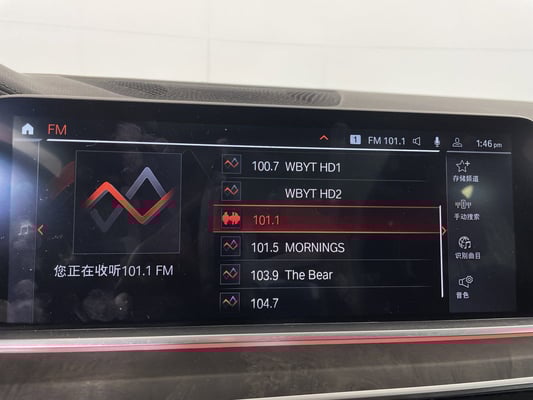 FM
1 FM 101.1
1:46 pm
100.7 WBYT HD1
WBYT HD2
101.1
101.5 MORNINGS
103.9 The Bear
104.7
您正在收听101.1 FM
存储频道
手动搜索
识别曲目
音色